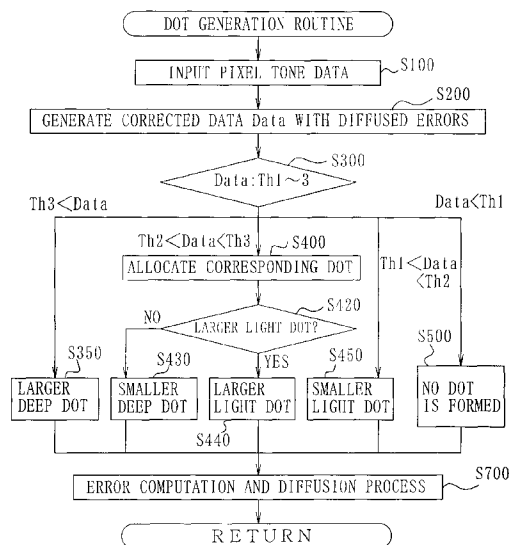 DOT GENERATION ROUTINE
S100
INPUT PIXEL TONE DATA
S200
GENERATE CORRECTED DATA Data WITH DIFFUSED ERRORS
S300
Data:Th1~3
Th3<Data
Data<Th1
Th2<Data<Th3
S400
ALLOCATE CORRESPONDING DOT
Th1<Data
<Th2
S420
NO
LARGER LIGHT DOT?
S350
S430
YES
S450
S500
LARGER
DEEP DOT
SMALLER
DEEP DOT
LARGER
LIGHT DOT
SMALLER
LIGHT DOT
NO DOT
IS FORMED
S440
S700
ERROR COMPUTATION AND DIFFUSION PROCESS
RETURN